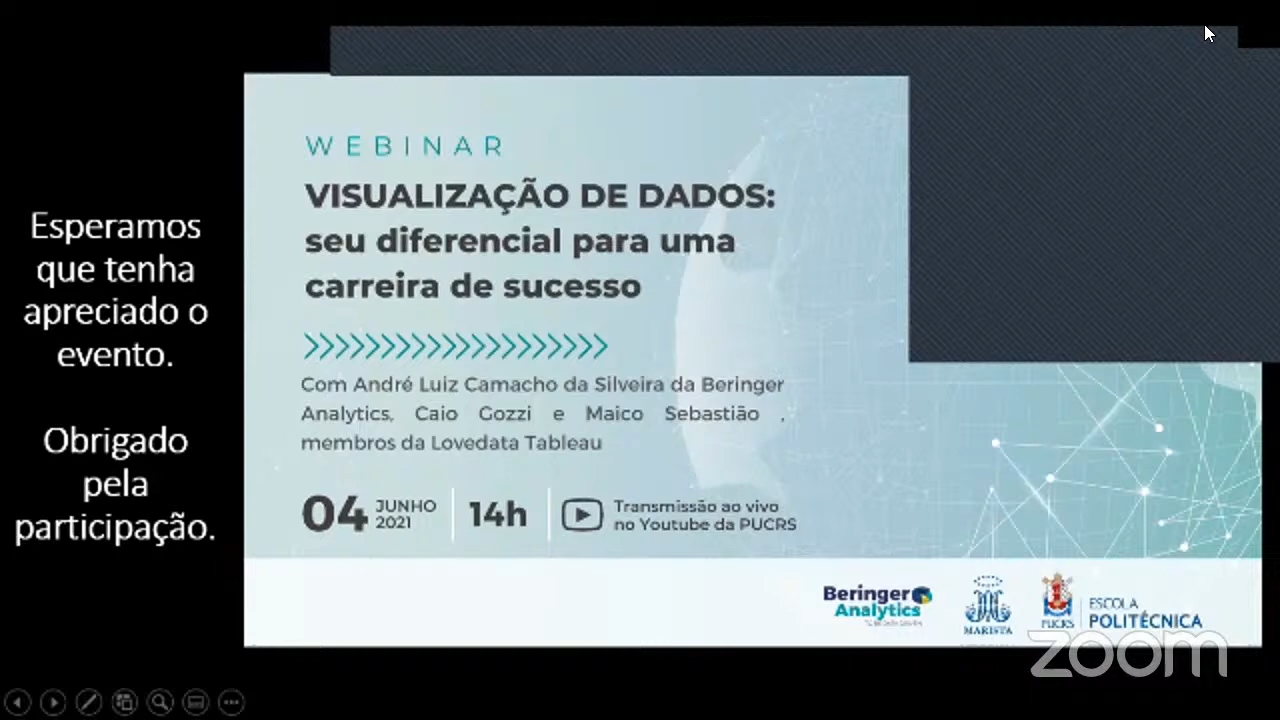 Esperamos
que tenha
apreciado o
evento.
Obrigado
pela
participação.
WEBINAR
VISUALIZAÇÃO DE DADOS:
seu diferencial para uma
carreira de sucesso
Com André Luiz Camacho da Silveira da Beringer
Analytics, Caio Gozzi e Maico Sebastião ,
membros da Lovedata Tableau
04 JUNHO
2021
14h
Transmissão ao vivo
no Youtube da PUCRS
Beringer
Analytics
MARISTA
PUCRS
ESCOLA
POLITÉCNICA
zoom